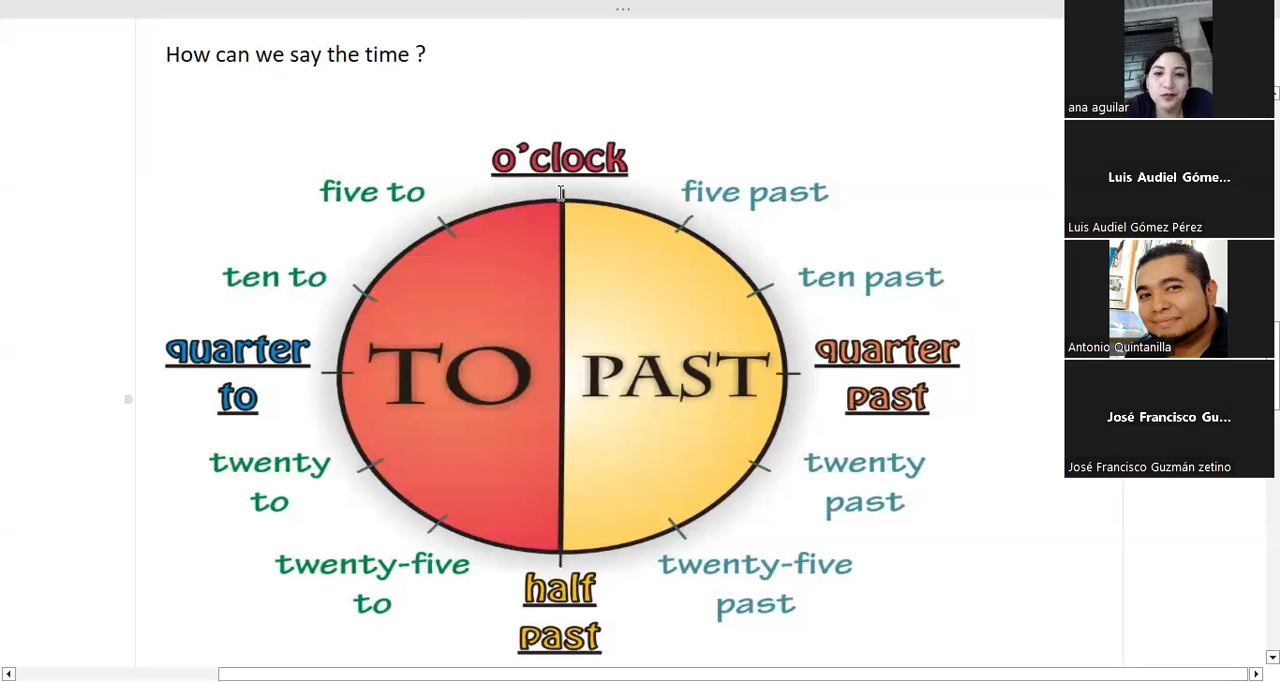 How can we say the time ?
o'clock
five to
five past
ten to
ten past
quarter
to
TO
PAST
quarter
past
twenty
to
twenty
past
twenty-five
to
half
past
twenty-five
past
ana aguilar
Luis Audiel Góme...
Luis Audiel Gómez Pérez
Antonio Quintanilla
José Francisco Gu...
José Francisco Guzmán zetino